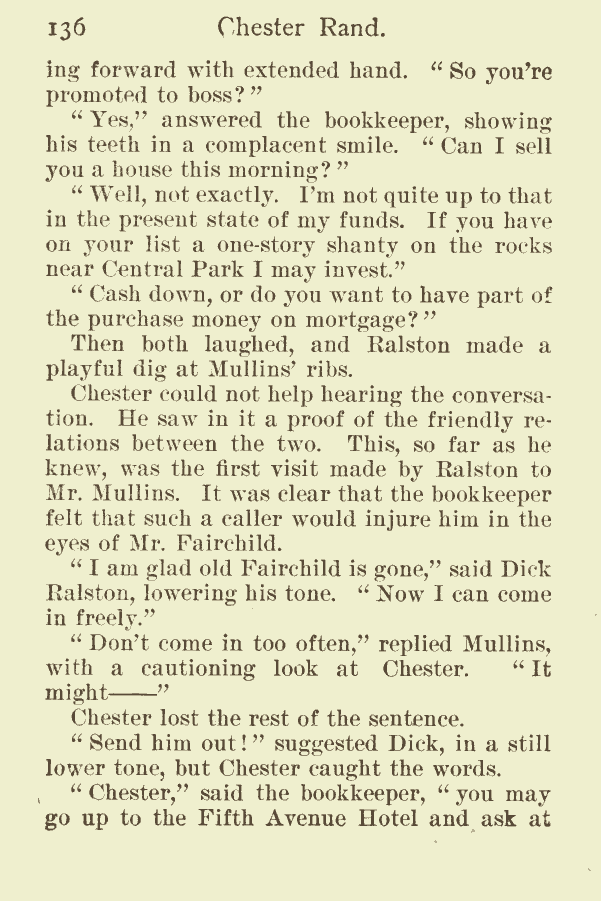 136 Chester Rand.
ing forward with extended hand. “ So you’re
promoted to boss? ”
“ Yes,” answered the bookkeeper, showing
his teeth in a complacent smile. “ Can I sell
you a house this morning? ”
“ Well, not exactly. I’m not quite up to that
in the present state of my funds. If you have
on your list a one-story shanty on the rocks
near Central Park I may invest.”
“ Cash down, or do you want to have part of
the purchase money on mortgage? ”
Then both laughed, and Ralston made a
playful dig at Mullins’ ribs.
Chester could not help hearing the conversa-
tion. He saw in it a proof of the friendly re-
lations between the two. This, so far as he
knew, was the first visit made by Ralston to
Mr. Mullins. It was clear that the bookkeeper
felt that such a caller would injure him in the
eyes of Mr. Fairchild.
“ I am glad old Fairchild is gone,” said Dick
Ralston, lowering his tone. “ Now I can come
in freely.”
“ Don’t come in too often,” replied Mullins,
with a cautioning look at Chester. “ It
might——”
Chester lost the rest of the sentence.
“ Send him out! ” suggested Dick, in a still
lower tone, but Chester caught the words.
“ Chester,” said the bookkeeper, “ you may
go up to the Fifth Avenue Hotel and ask at